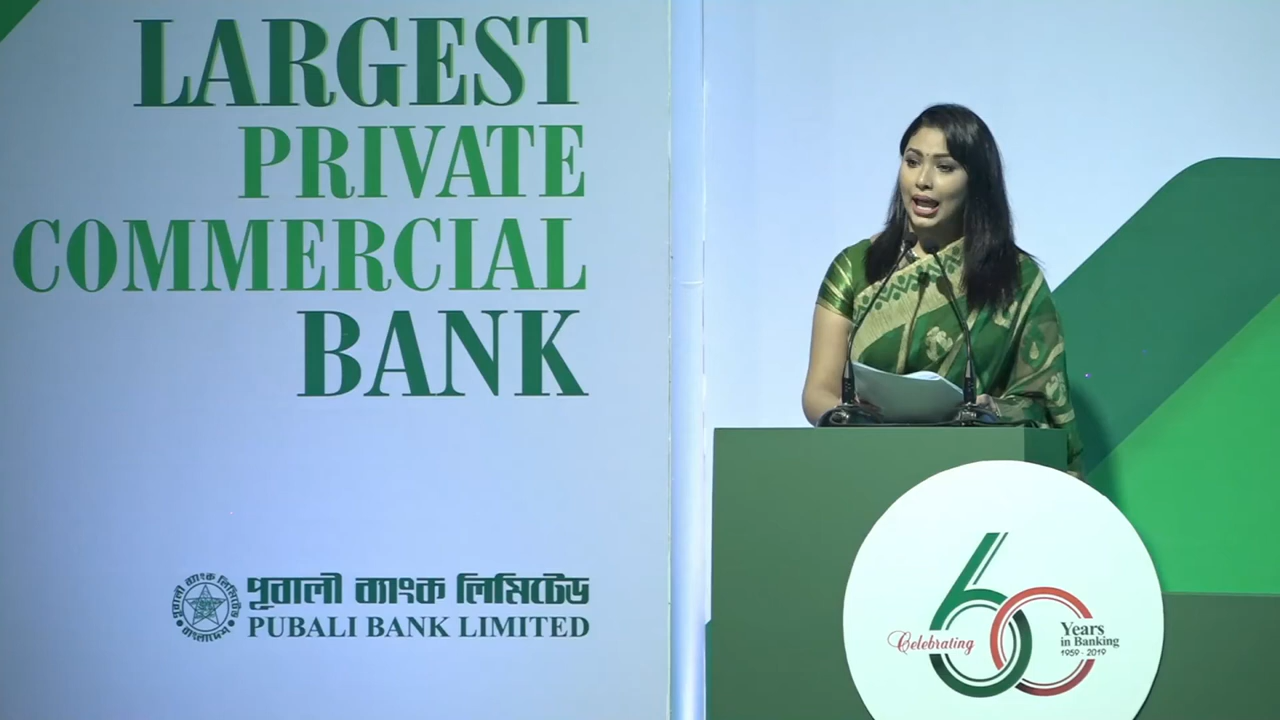 LARGEST
PRIVATE
COMMERCIAL
BANK
পূবালী ব্যাংক লিমিটেড
বাংলাদেশ
পূবালী ব্যাংক লিমিটেড
PUBALI BANK LIMITED
60
Celebrating
Years
in Banking
1959 - 2019